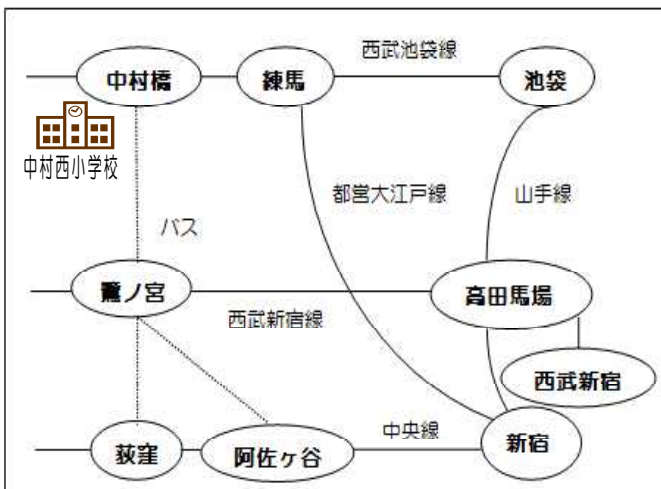 西武池袋線
中村橋
練馬
池袋
中村西小学校
都営大江戸線
山手線
バス
鷺ノ宮
高田馬場
西武新宿線
西武新宿
中央線
荻窪
阿佐ヶ谷
新宿